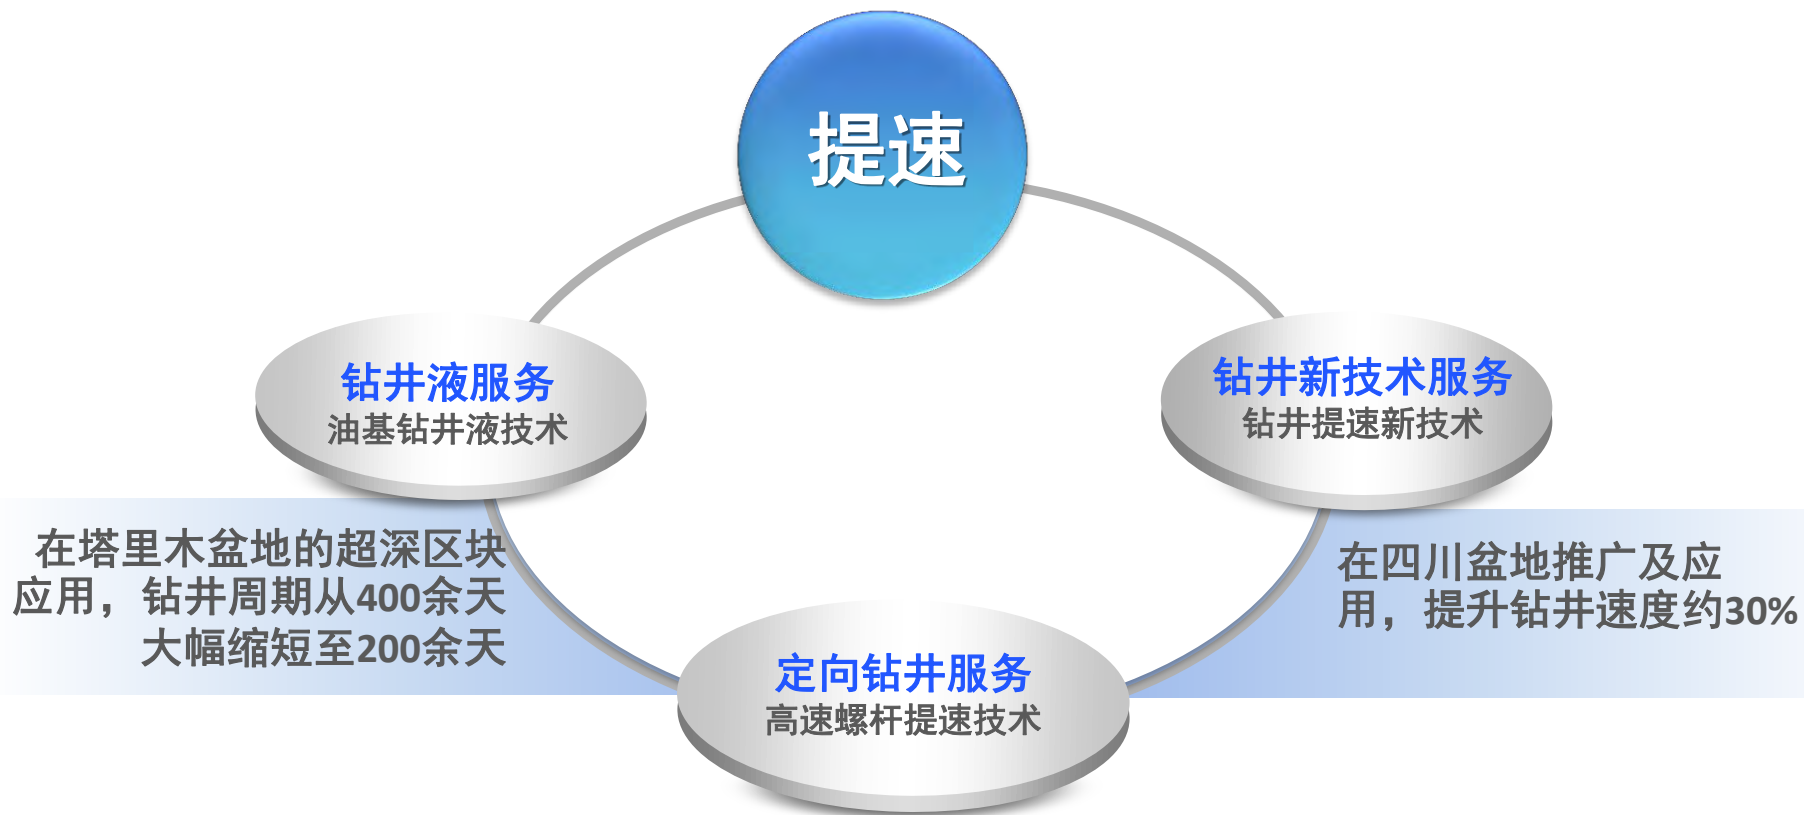 提速
钻井液服务
油基钻井液技术
钻井新技术服务
钻井提速新技术
在塔里木盆地的超深区块
应用，钻井周期从400余天
大幅缩短至200余天
在四川盆地推广及应
用，提升钻井速度约30%
定向钻井服务
高速螺杆提速技术